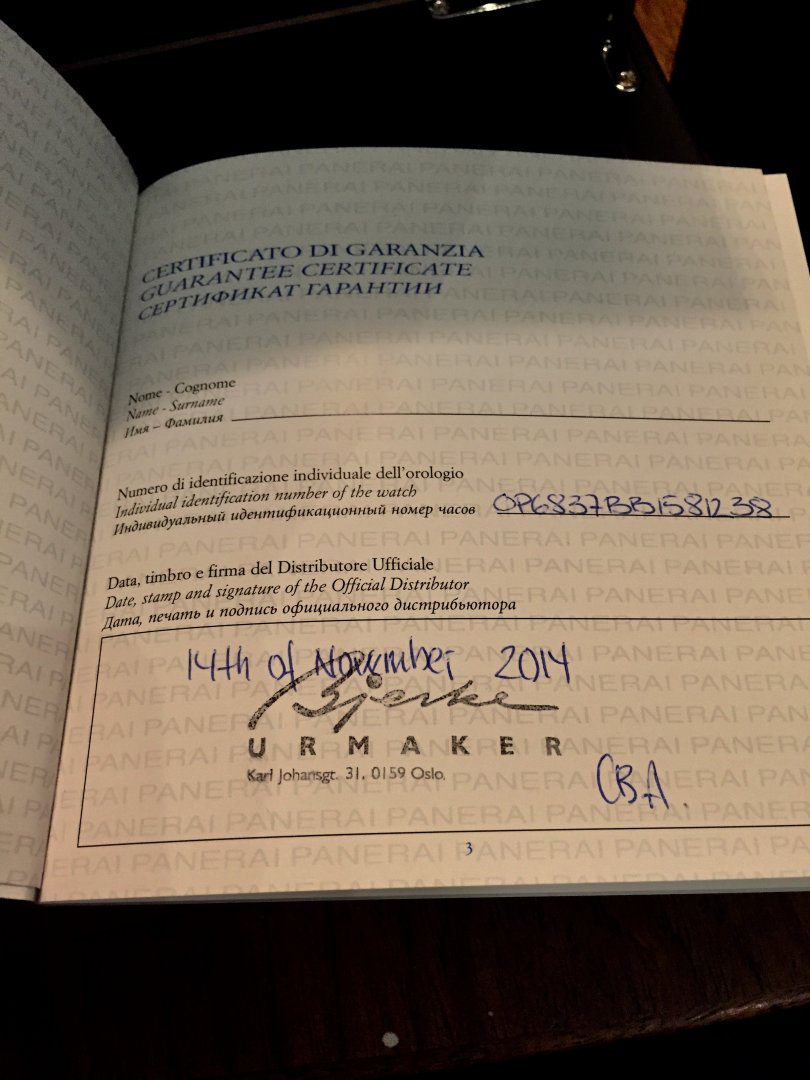 CERTIFICATO DI GARANZIA
GUARANTEE CERTIFICATE
СЕРТИФИКАТ ГАРАНТИИ
Nome - Cognome
Name - Surname
Имя – Фамилия
Numero di identificazione individuale dell'orologio
Individual identification number of the watch
Индивидуальный идентификационный номер часов OP6837BB1581238
Data, timbro e firma del Distributore Ufficiale
Date, stamp and signature of the Official Distributor
Дата, печать и подпись официального дистрибьютора
14th of November 2014
Bjerke
URMAKER
Karl Johansgt. 31, 0159 Oslo.
CBA.
3